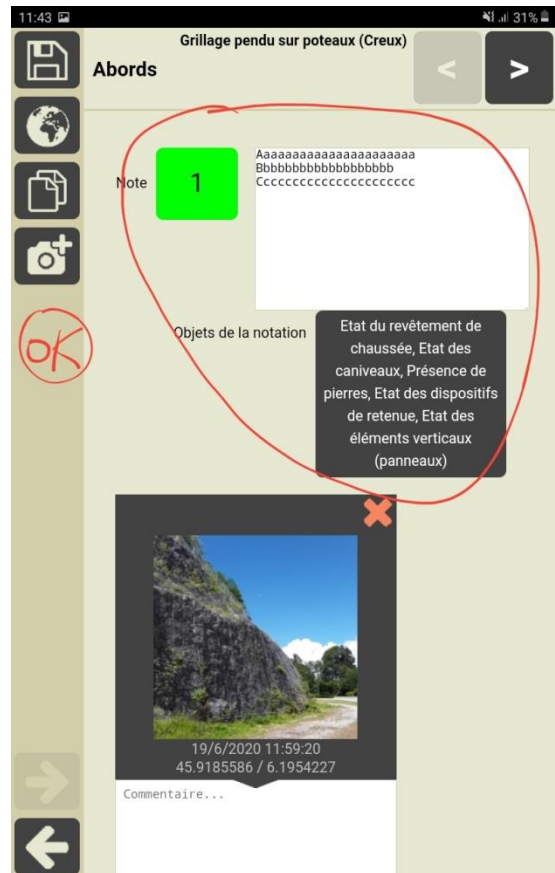 11:43
31%
Grillage pendu sur poteaux (Creux)
Abords
<
>
Note
1
Aaaaaaaaaaaaaaaaaaaaaa
Bbbbbbbbbbbbbbbbbbb
Cccccccccccccccccccccc
OK
Objets de la notation
Etat du revêtement de
chaussée, Etat des
caniveaux, Présence de
pierres, Etat des dispositifs
de retenue, Etat des
éléments verticaux
(panneaux)
19/6/2020 11:59:20
45.9185586 / 6.1954227
Commentaire...